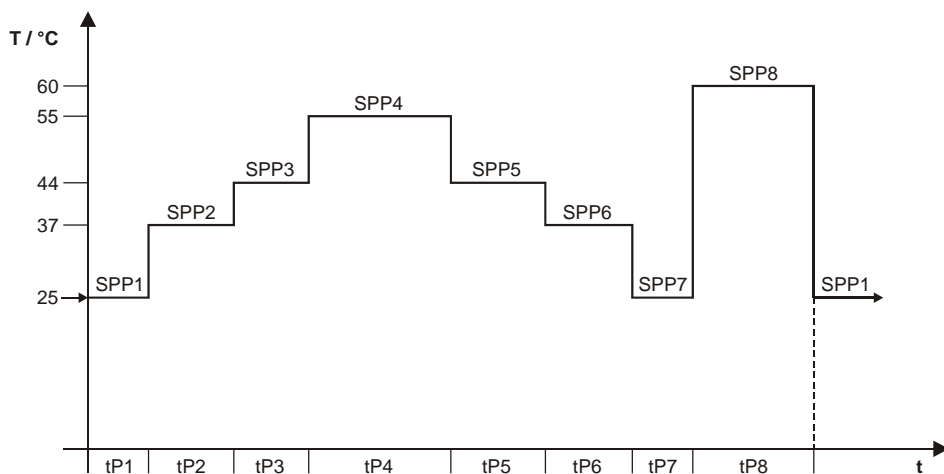 T / °C
60
SPP8
55
SPP4
44
SPP3
SPP5
37
SPP2
SPP6
25
SPP1
SPP7
SPP1
tP1 tP2 tP3 tP4 tP5 tP6 tP7 tP8 t